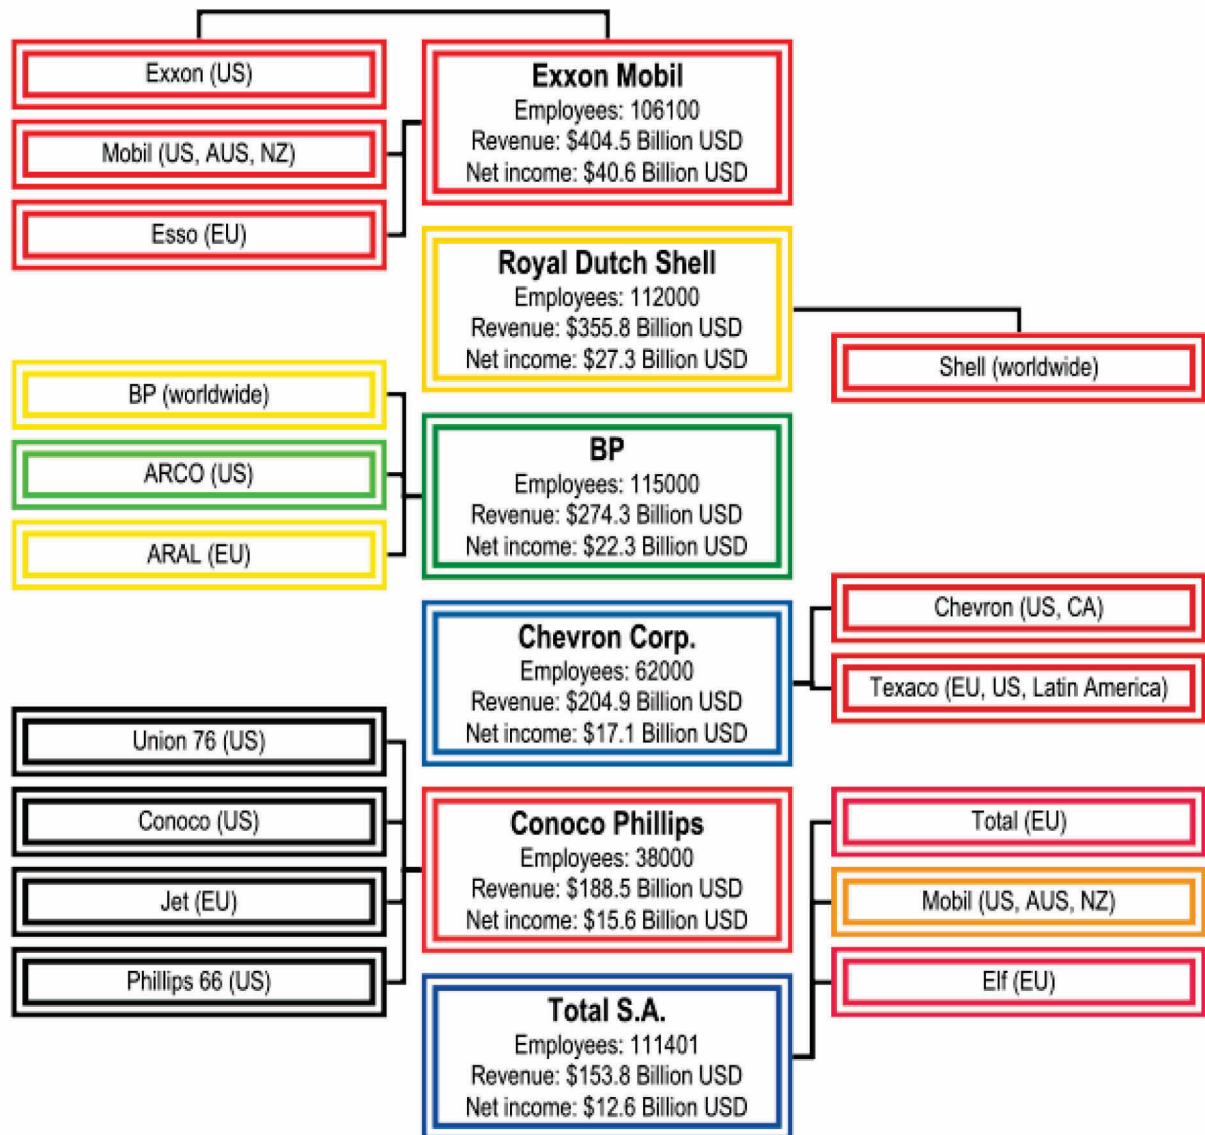 Exxon (US)
Mobil (US, AUS, NZ)
Esso (EU)
Exxon Mobil
Employees: 106100
Revenue: $404.5 Billion USD
Net income: $40.6 Billion USD
Royal Dutch Shell
Employees: 112000
Revenue: $355.8 Billion USD
Net income: $27.3 Billion USD
Shell (worldwide)
BP (worldwide)
ARCO (US)
ARAL (EU)
BP
Employees: 115000
Revenue: $274.3 Billion USD
Net income: $22.3 Billion USD
Chevron Corp.
Employees: 62000
Revenue: $204.9 Billion USD
Net income: $17.1 Billion USD
Chevron (US, CA)
Texaco (EU, US, Latin America)
Union 76 (US)
Conoco (US)
Jet (EU)
Phillips 66 (US)
Conoco Phillips
Employees: 38000
Revenue: $188.5 Billion USD
Net income: $15.6 Billion USD
Total (EU)
Mobil (US, AUS, NZ)
Elf (EU)
Total S.A.
Employees: 111401
Revenue: $153.8 Billion USD
Net income: $12.6 Billion USD